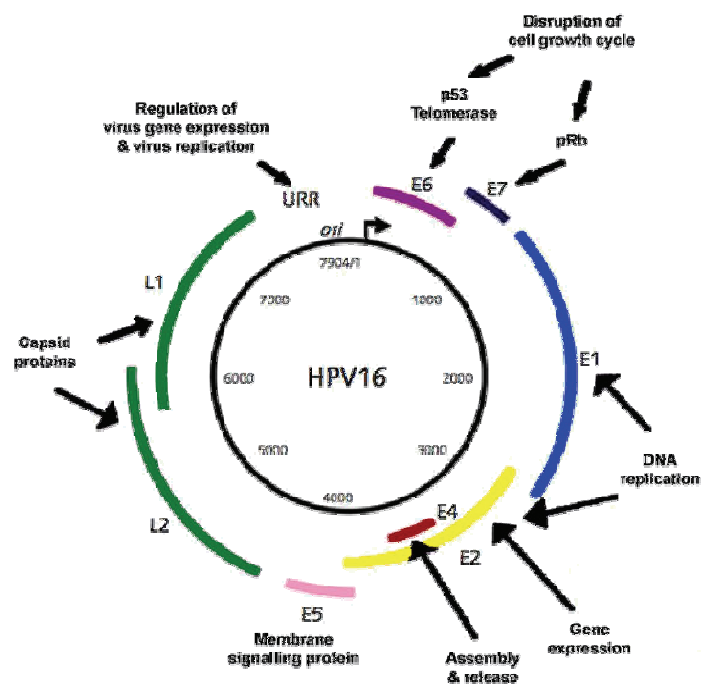 Disruption of
cell growth cycle
p53
Telomerase
pRb
Regulation of
virus gene expression
& virus replication
URR
E6
E7
ori
7904/1
1000
2000
3000
4000
5000
6000
7000
HPV16
L1
Capsid
proteins
L2
E1
DNA
replication
E4
E2
E5
Membrane
signalling protein
Assembly
& release
Gene
expression